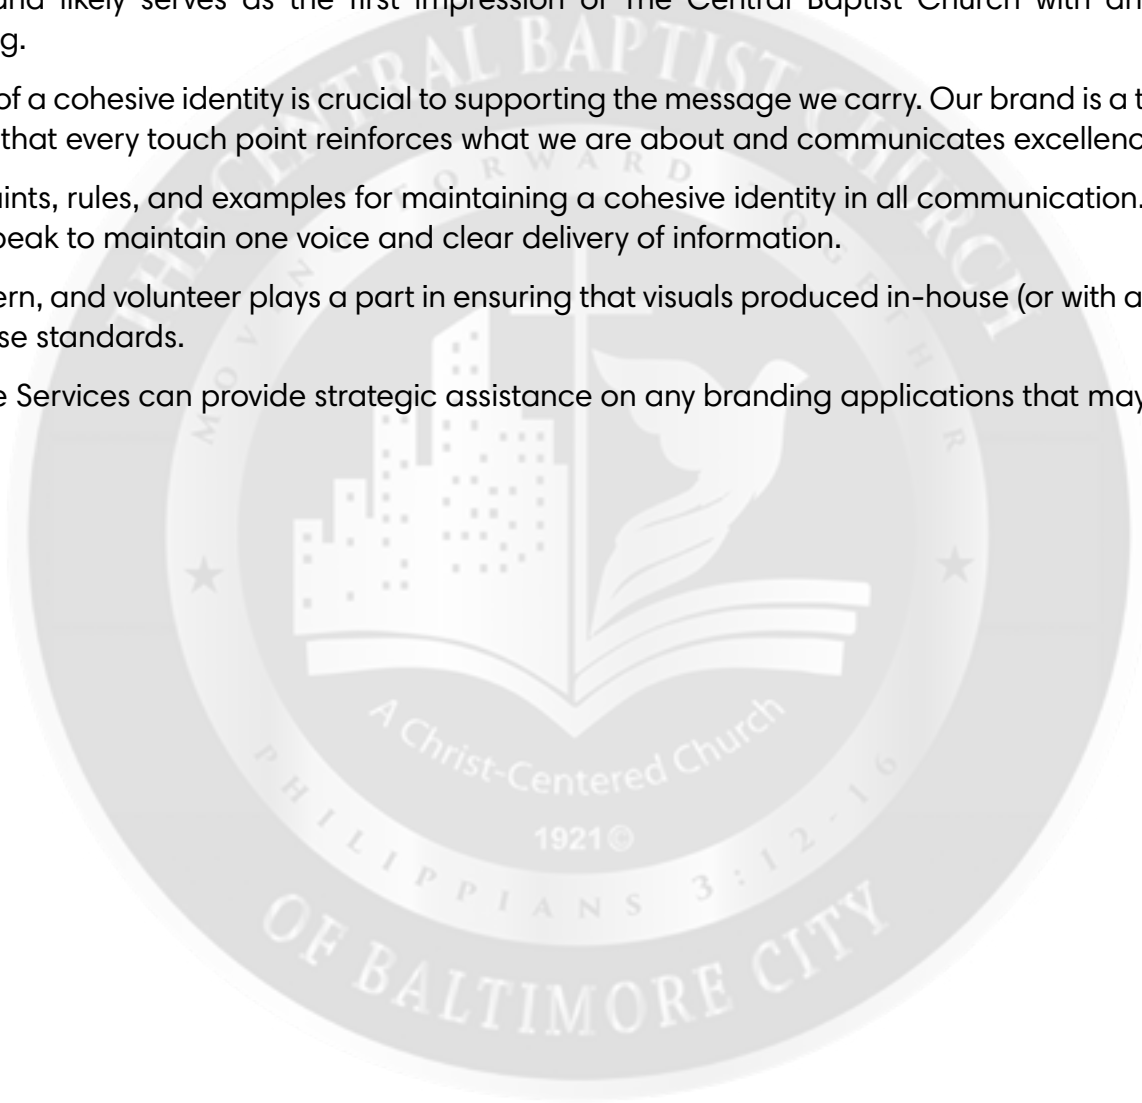 and likely serves as the first impression of The Central Baptist Church with an
g.
of a cohesive identity is crucial to supporting the message we carry. Our brand is a
that every touch point reinforces what we are about and communicates
ints, rules, and examples for maintaining a cohesive identity in all communication.
peak to maintain one voice and clear delivery of information.
ern, and volunteer plays a part in ensuring that visuals produced in-house (or with a
se standards.
e Services can provide strategic assistance on any branding applications that may
THE CENTRAL BAPTIST CHURCH
MOVING FORWARD TOGETHER
A Christ-Centered Church
1921©
PHILIPPIANS 3:12-16
OF BALTIMORE CITY